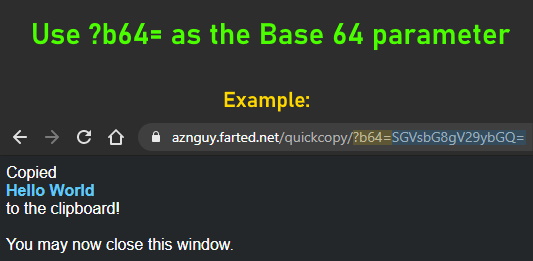 Use ?b64= as the Base 64 parameter
Example:
aznguy.farted.net/quickcopy/?b64=SGVsbG8gV29ybGQ=
Copied
Hello World
to the clipboard!
You may now close this window.